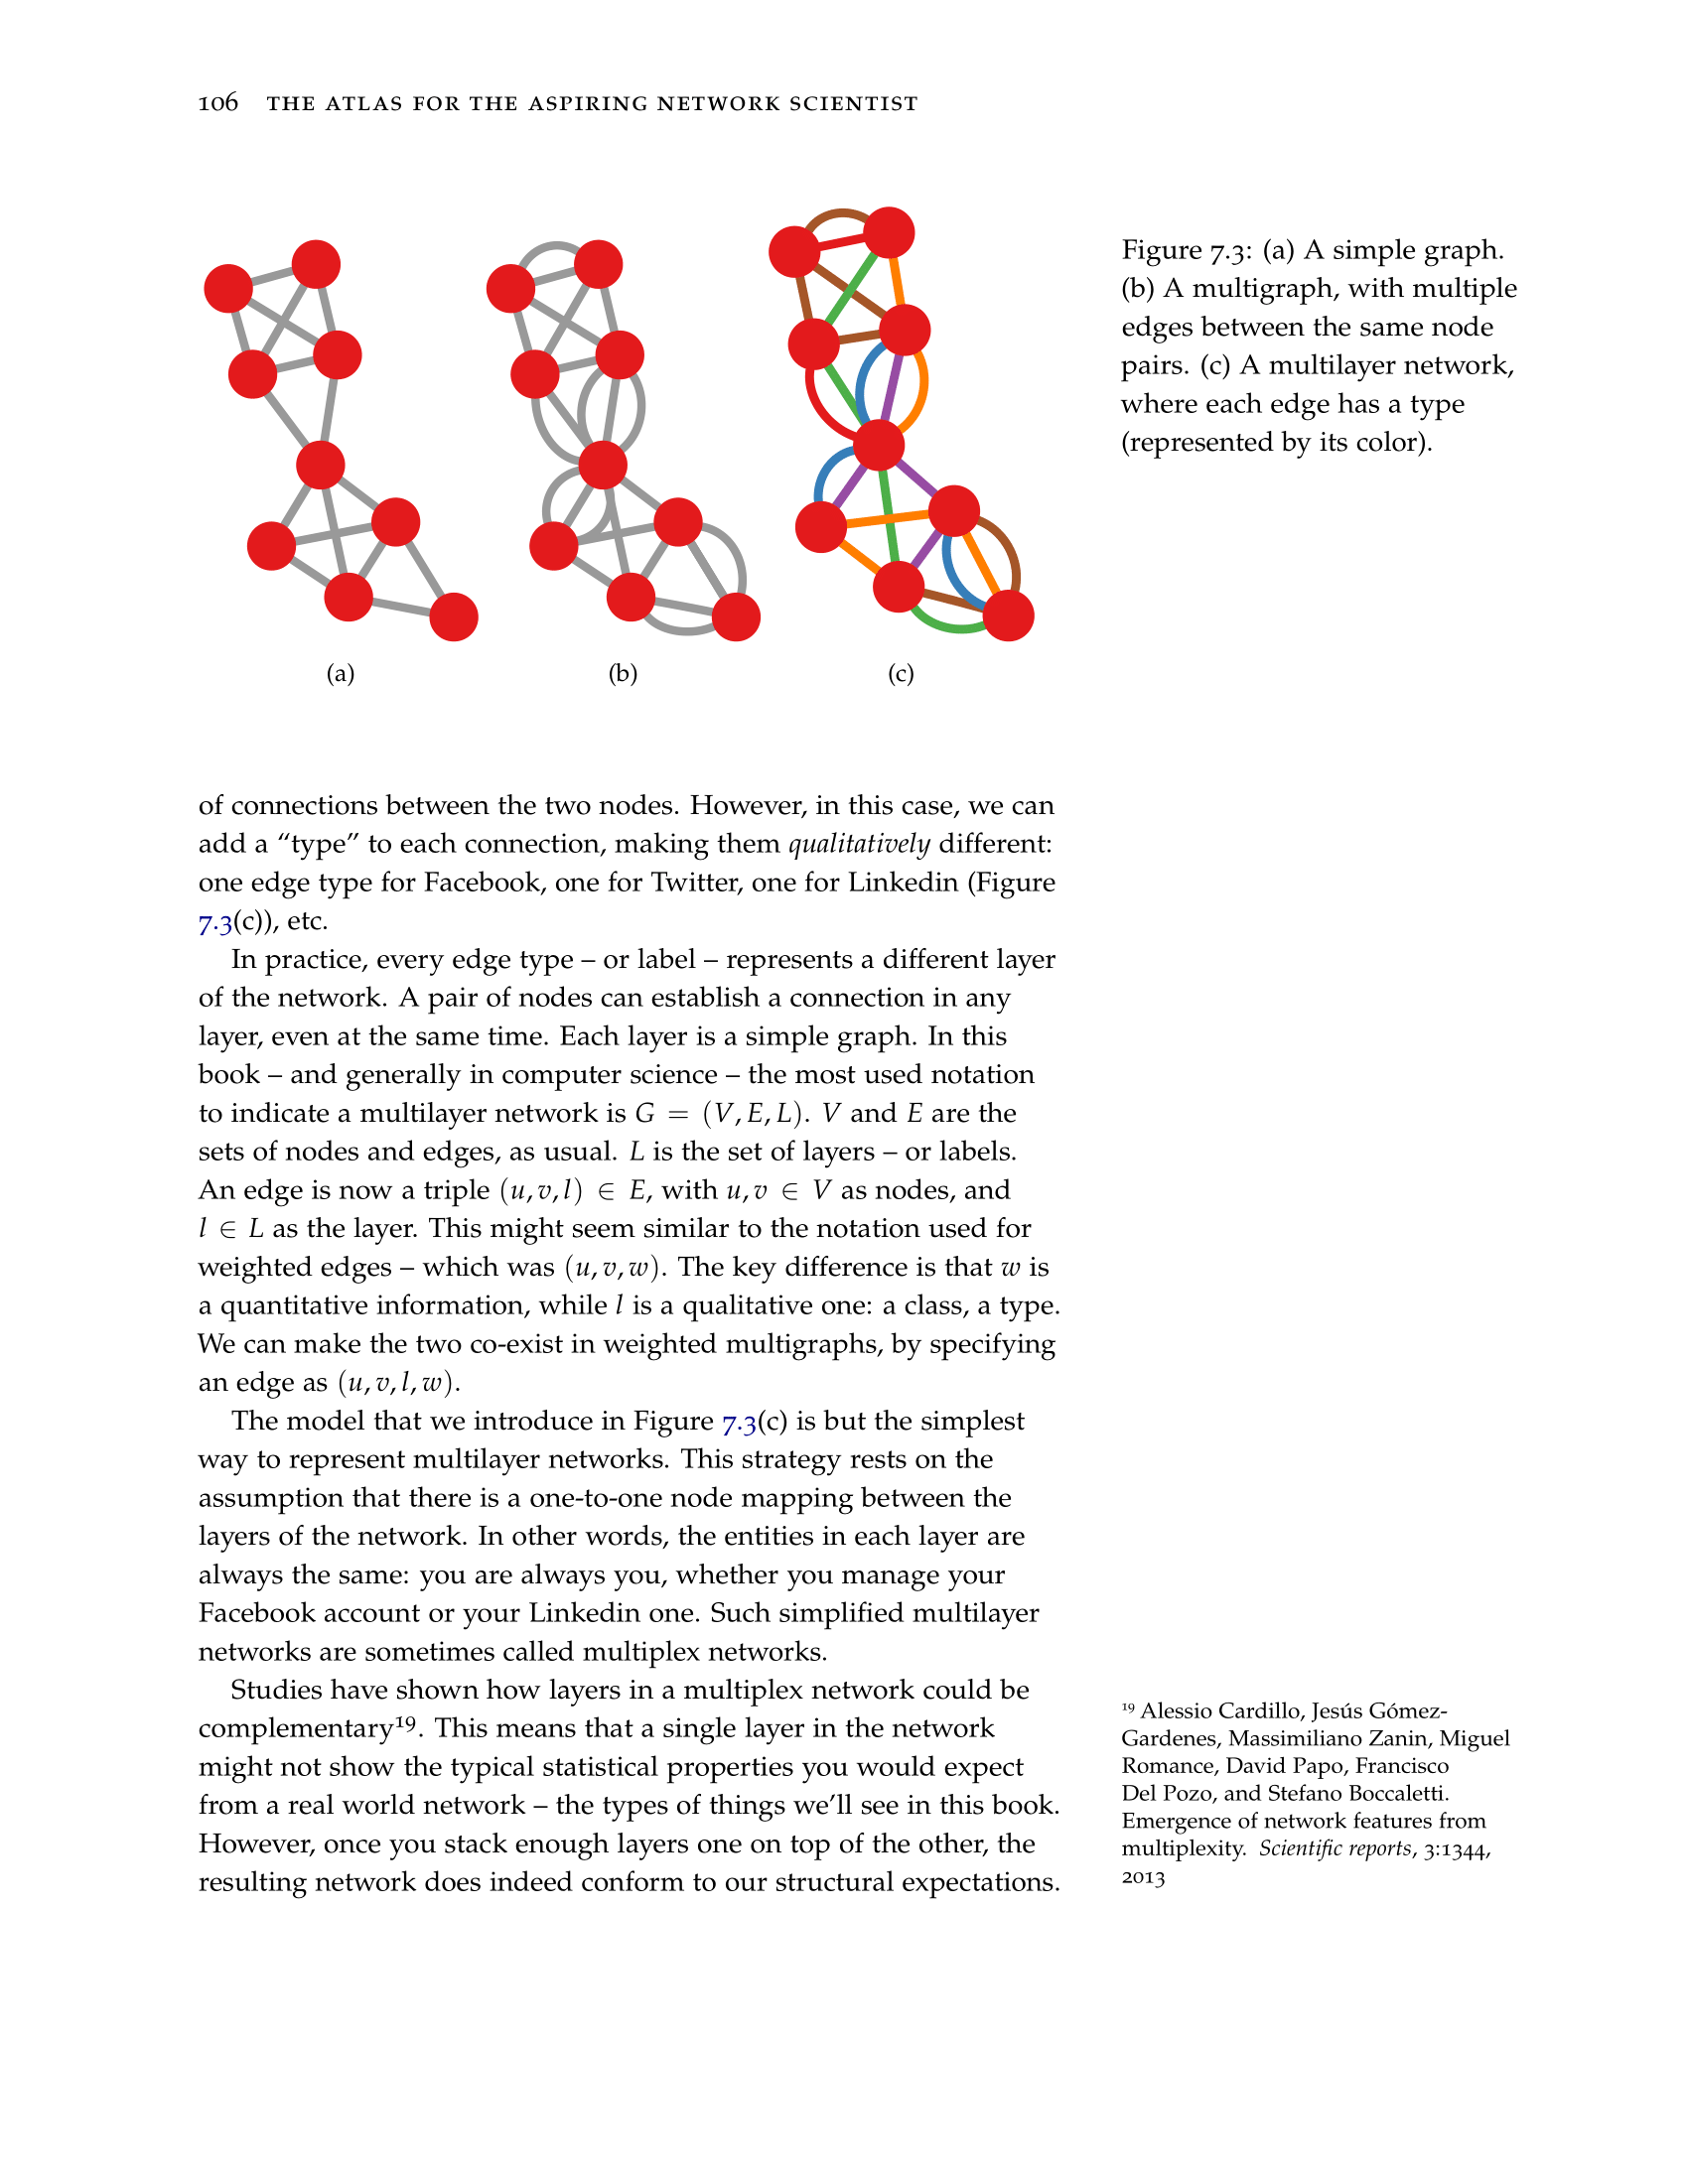 106 THE ATLAS FOR THE ASPIRING NETWORK SCIENTIST
(a)
(b)
(c)
Figure 7.3: (a) A simple graph.
(b) A multigraph, with multiple
edges between the same node
pairs. (c) A multilayer network,
where each edge has a type
(represented by its color).
of connections between the two nodes. However, in this case, we can
add a “type” to each connection, making them qualitatively different:
one edge type for Facebook, one for Twitter, one for Linkedin (Figure
7.3(c)), etc.
In practice, every edge type – or label – represents a different layer
of the network. A pair of nodes can establish a connection in any
layer, even at the same time. Each layer is a simple graph. In this
book – and generally in computer science – the most used notation
to indicate a multilayer network is G = (V, E, L). V and E are the
sets of nodes and edges, as usual. L is the set of layers – or labels.
An edge is now a triple (u, v, l) ∈ E, with u, v ∈ V as nodes, and
l ∈ L as the layer. This might seem similar to the notation used for
weighted edges – which was (u, v, w). The key difference is that w is
a quantitative information, while l is a qualitative one: a class, a type.
We can make the two co-exist in weighted multigraphs, by specifying
an edge as (u, v, l, w).
The model that we introduce in Figure 7.3(c) is but the simplest
way to represent multilayer networks. This strategy rests on the
assumption that there is a one-to-one node mapping between the
layers of the network. In other words, the entities in each layer are
always the same: you are always you, whether you manage your
Facebook account or your Linkedin one. Such simplified multilayer
networks are sometimes called multiplex networks.
Studies have shown how layers in a multiplex network could be
complementary¹⁹. This means that a single layer in the network
might not show the typical statistical properties you would expect
from a real world network – the types of things we’ll see in this book.
However, once you stack enough layers one on top of the other, the
resulting network does indeed conform to our structural expectations.
¹⁹ Alessio Cardillo, Jesús Gómez-
Gardenes, Massimiliano Zanin, Miguel
Romance, David Papo, Francisco
Del Pozo, and Stefano Boccaletti.
Emergence of network features from
multiplexity. Scientific reports, 3:1344,
2013